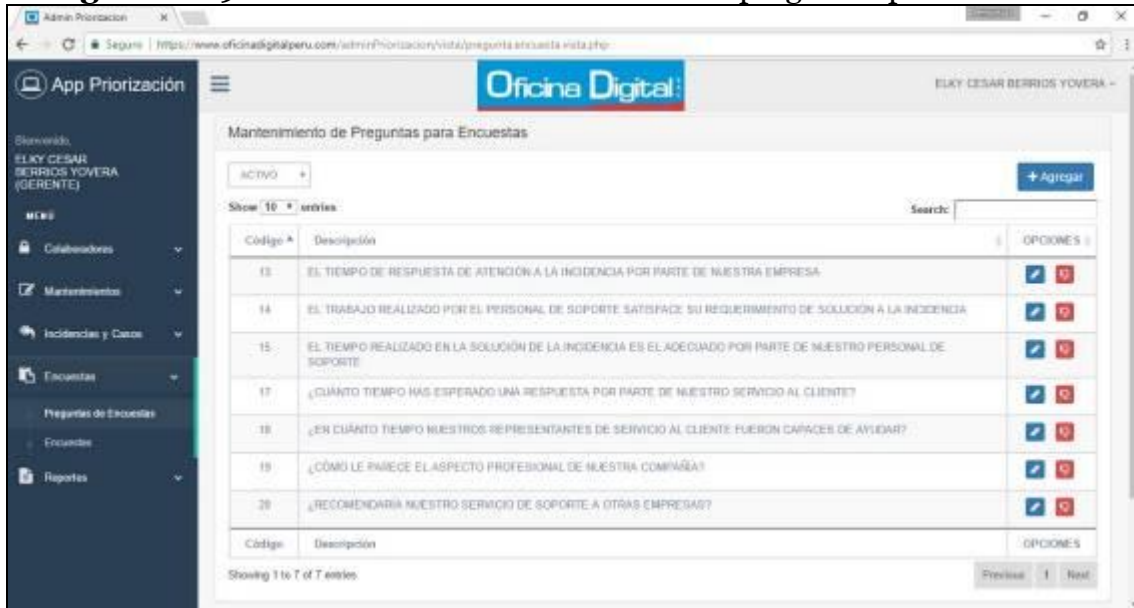 Admin Priorizacion
Seguro | https://www.oficinadigitalperu.com/adminPriorizacion/vista/pregunta.encuesta.vista.php
App Priorización
Oficina Digital
ELKY CESAR BERRIOS YOVERA
Bienvenido,
ELKY CESAR
BERRIOS YOVERA
(GERENTE)
MENÚ
Colaboradores
Mantenimientos
Incidencias y Casos
Encuestas
Preguntas de Encuestas
Encuestas
Reportes
Mantenimiento de Preguntas para Encuestas
ACTIVO
+ Agregar
Show 10 entries
Search:
Código Descripción OPCIONES
13 EL TIEMPO DE RESPUESTA DE ATENCIÓN A LA INCIDENCIA POR PARTE DE NUESTRA EMPRESA
14 EL TRABAJO REALIZADO POR EL PERSONAL DE SOPORTE SATISFACE SU REQUERIMIENTO DE SOLUCIÓN A LA INCIDENCIA
15 EL TIEMPO REALIZADO EN LA SOLUCIÓN DE LA INCIDENCIA ES EL ADECUADO POR PARTE DE NUESTRO PERSONAL DE
SOPORTE
17 ¿CUÁNTO TIEMPO HAS ESPERADO UNA RESPUESTA POR PARTE DE NUESTRO SERVICIO AL CLIENTE?
18 ¿EN CUÁNTO TIEMPO NUESTROS REPRESENTANTES DE SERVICIO AL CLIENTE FUERON CAPACES DE AYUDAR?
19 ¿CÓMO LE PARECE EL ASPECTO PROFESIONAL DE NUESTRA COMPAÑÍA?
20 ¿RECOMENDARÍA NUESTRO SERVICIO DE SOPORTE A OTRAS EMPRESAS?
Código Descripción OPCIONES
Showing 1 to 7 of 7 entries
Previous 1 Next